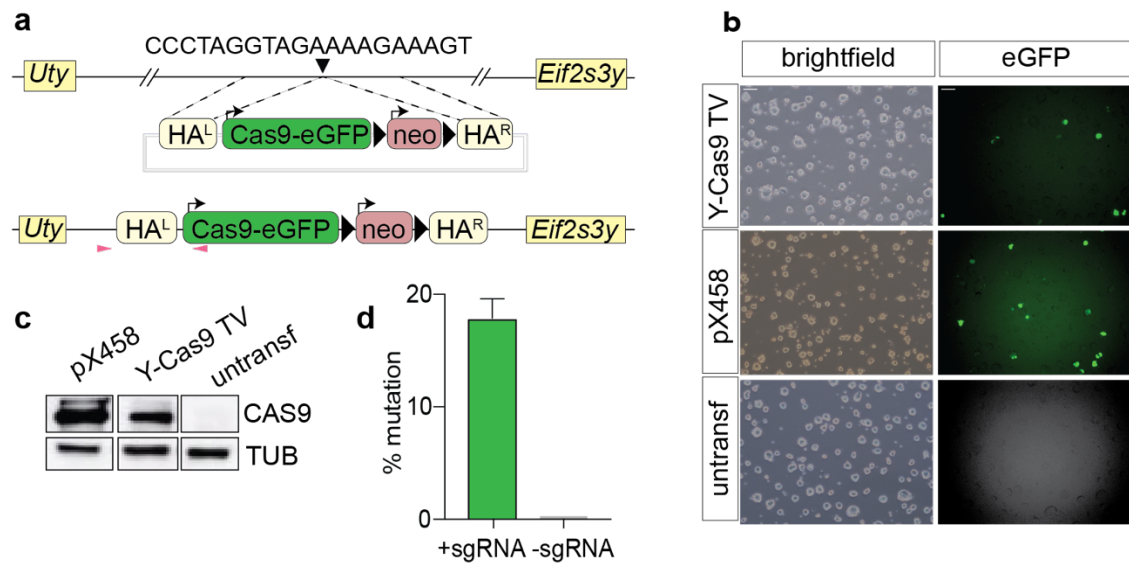 a
CCCTAGGTAGAAAAGAAAGT
Uty
Eif2s3y
HAL
Cas9-eGFP
neo
HAR
Uty
HAL
Cas9-eGFP
neo
HAR
Eif2s3y
b
brightfield
eGFP
Y-Cas9 TV
pX458
untransf
c
pX458
Y-Cas9 TV
untransf
CAS9
TUB
d
% mutation
20
10
0
+sgRNA
-sgRNA